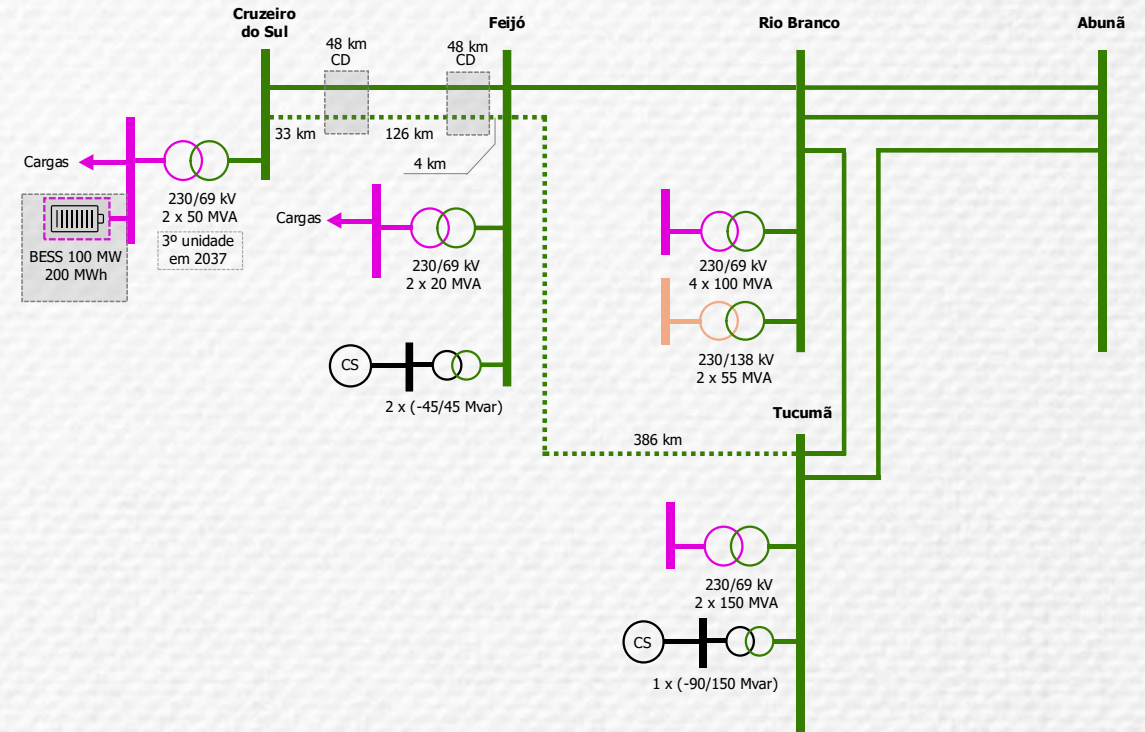 Cruzeiro
do Sul
Feijó
Rio Branco
Abunã
48 km
CD
48 km
CD
33 km
126 km
4 km
Cargas
230/69 kV
2 x 50 MVA
3º unidade
em 2037
BESS 100 MW
200 MWh
Cargas
230/69 kV
2 x 20 MVA
CS
2 x (-45/45 Mvar)
230/69 kV
4 x 100 MVA
230/138 kV
2 x 55 MVA
Tucumã
386 km
230/69 kV
2 x 150 MVA
CS
1 x (-90/150 Mvar)